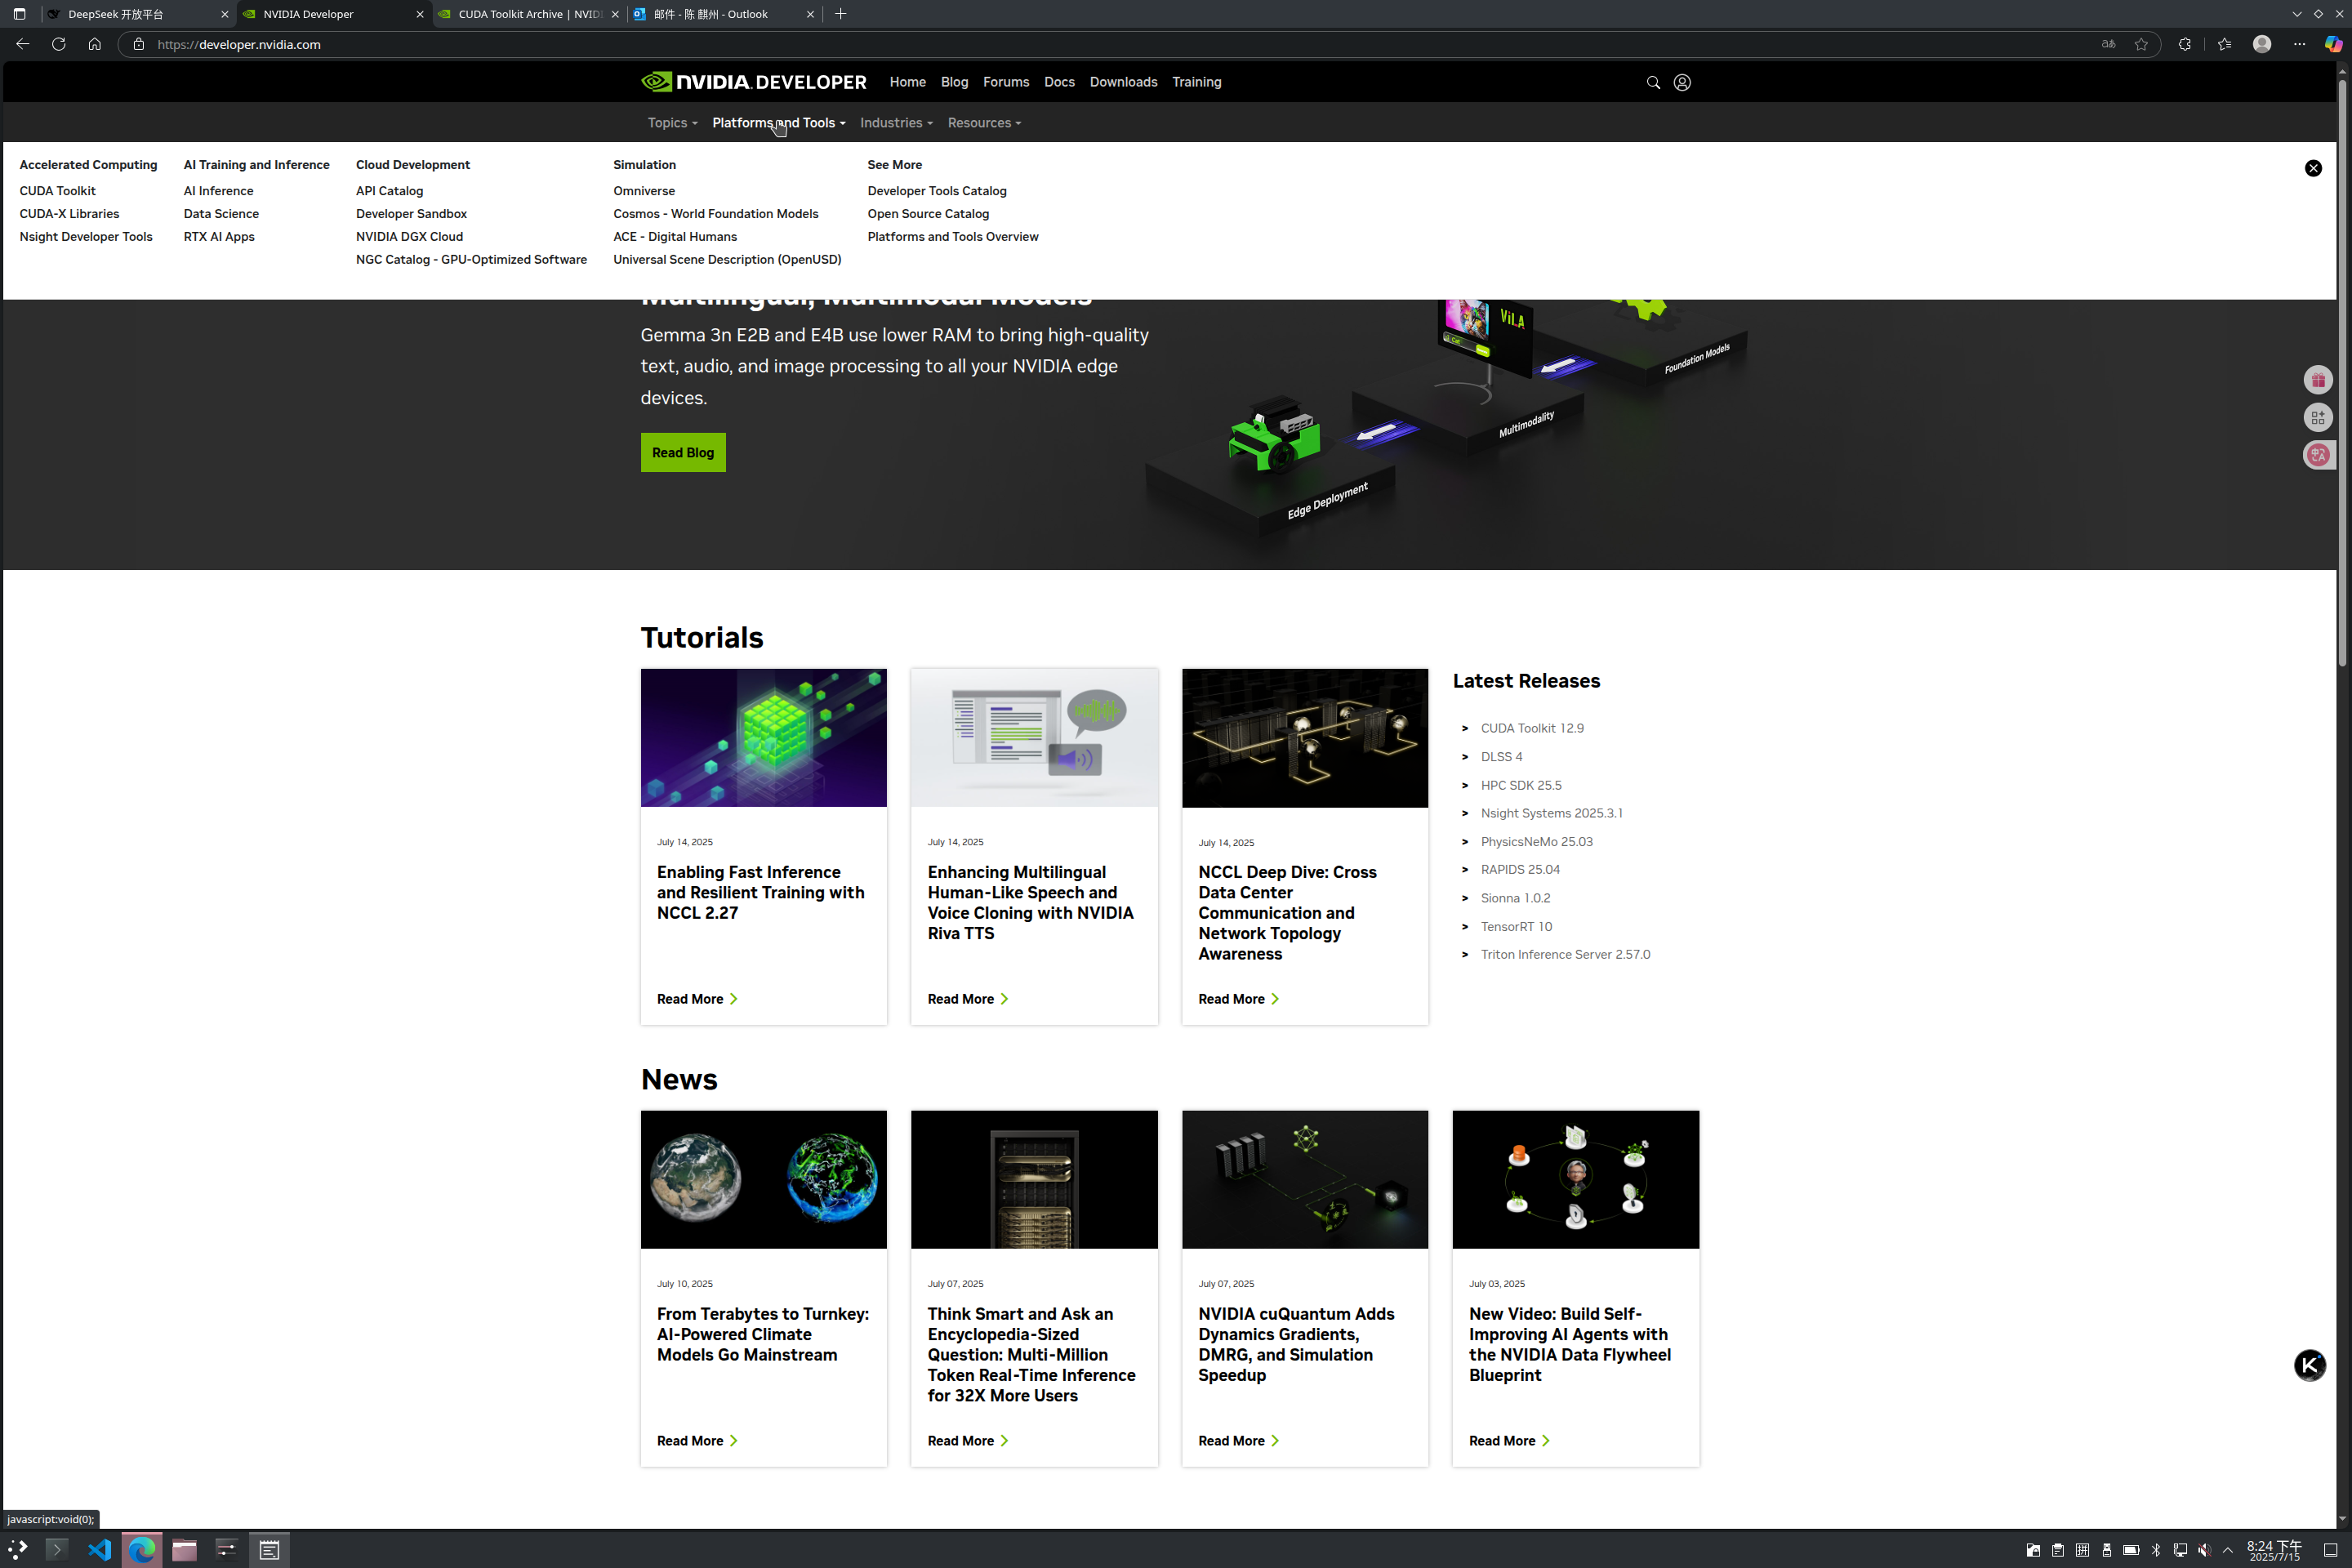 DeepSeek 开放平台
NVIDIA Developer
CUDA Toolkit Archive | NVID
邮件 - 陈 麒州 - Outlook
https://developer.nvidia.com
NVIDIA. DEVELOPER
Home
Blog
Forums
Docs
Downloads
Training
Topics
Platforms and Tools
Industries
Resources
Accelerated Computing
CUDA Toolkit
CUDA-X Libraries
Nsight Developer Tools
AI Training and Inference
AI Inference
Data Science
RTX AI Apps
Cloud Development
API Catalog
Developer Sandbox
NVIDIA DGX Cloud
NGC Catalog - GPU-Optimized Software
Simulation
Omniverse
Cosmos - World Foundation Models
ACE - Digital Humans
Universal Scene Description (OpenUSD)
See More
Developer Tools Catalog
Open Source Catalog
Platforms and Tools Overview
Multilingual, Multimodal Models
Gemma 3n E2B and E4B use lower RAM to bring high-quality
text, audio, and image processing to all your NVIDIA edge
devices.
Read Blog
ViLA
Foundation Models
Multimodality
Edge Deployment
Tutorials
July 14, 2025
Enabling Fast Inference
and Resilient Training with
NCCL 2.27
Read More
July 14, 2025
Enhancing Multilingual
Human-Like Speech and
Voice Cloning with NVIDIA
Riva TTS
Read More
July 14, 2025
NCCL Deep Dive: Cross
Data Center
Communication and
Network Topology
Awareness
Read More
Latest Releases
CUDA Toolkit 12.9
DLSS 4
HPC SDK 25.5
Nsight Systems 2025.3.1
PhysicsNeMo 25.03
RAPIDS 25.04
Sionna 1.0.2
TensorRT 10
Triton Inference Server 2.57.0
News
July 10, 2025
From Terabytes to Turnkey:
AI-Powered Climate
Models Go Mainstream
Read More
July 07, 2025
Think Smart and Ask an
Encyclopedia-Sized
Question: Multi-Million
Token Real-Time Inference
for 32X More Users
Read More
July 07, 2025
NVIDIA cuQuantum Adds
Dynamics Gradients,
DMRG, and Simulation
Speedup
Read More
July 03, 2025
New Video: Build Self-
Improving AI Agents with
the NVIDIA Data Flywheel
Blueprint
Read More
K
javascript:void(0);
拼
8:24 下午
2025/7/15